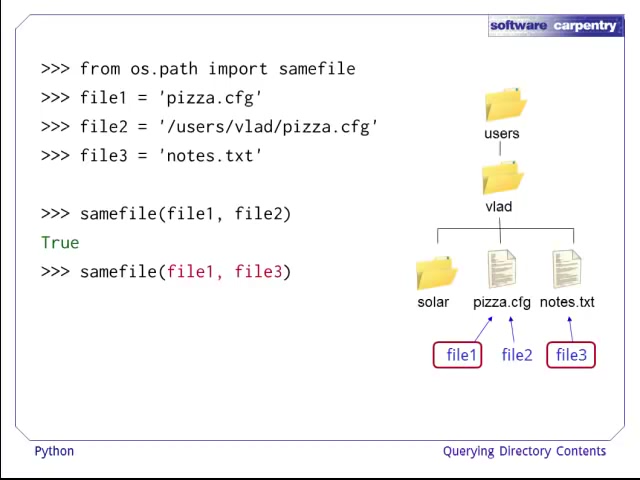 software carpentry
>>> from os.path import samefile
>>> file1 = 'pizza.cfg'
>>> file2 = '/users/vlad/pizza.cfg'
>>> file3 = 'notes.txt'
>>> samefile(file1, file2)
True
>>> samefile(file1, file3)
users
vlad
solar pizza.cfg notes.txt
file1 file2 file3
Python Querying Directory Contents